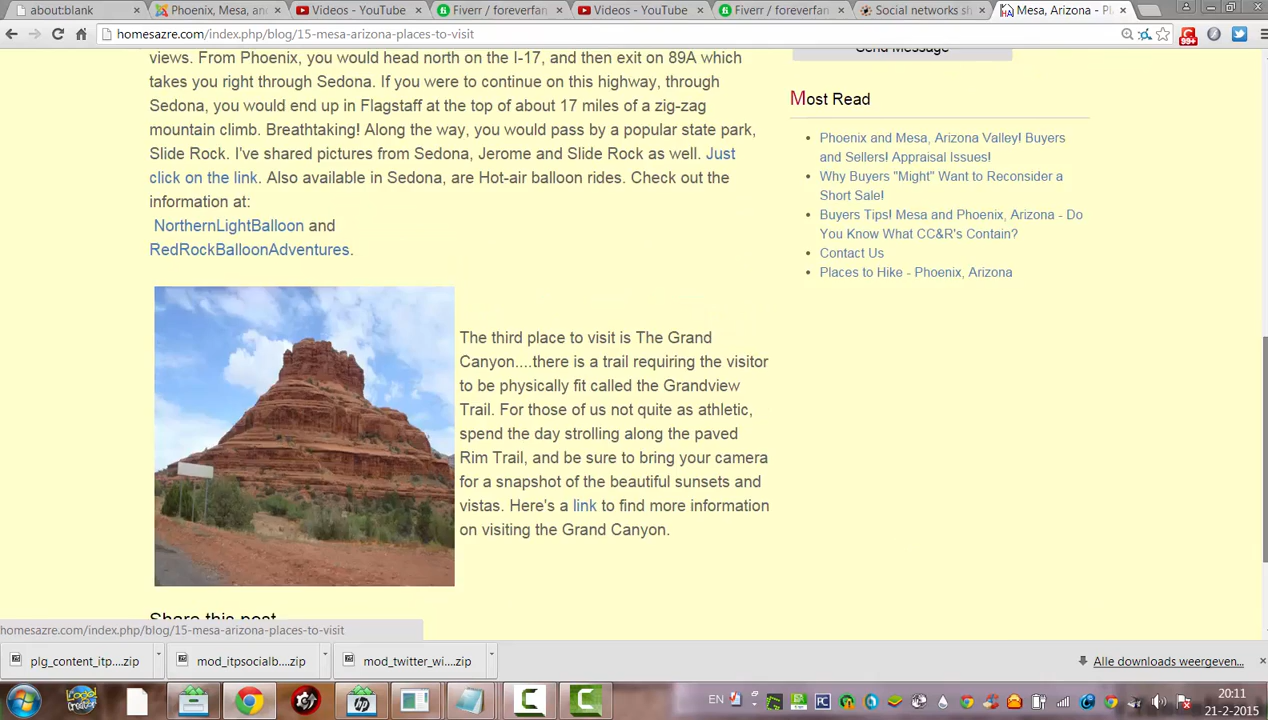 about:blank
Phoenix, Mesa, an
Videos - YouTube
Fiverr / foreverfan
Videos - YouTube
Fiverr / foreverfan
Social networks sh
Mesa, Arizona - Pl
homesazre.com/index.php/blog/15-mesa-arizona-places-to-visit
99+
views. From Phoenix, you would head north on the I-17, and then exit on 89A which
takes you right through Sedona. If you were to continue on this highway, through
Sedona, you would end up in Flagstaff at the top of about 17 miles of a zig-zag
mountain climb. Breathtaking! Along the way, you would pass by a popular state park,
Slide Rock. I've shared pictures from Sedona, Jerome and Slide Rock as well. Just
click on the link. Also available in Sedona, are Hot-air balloon rides. Check out the
information at:
NorthernLightBalloon and
RedRockBalloonAdventures.
The third place to visit is The Grand
Canyon....there is a trail requiring the visitor
to be physically fit called the Grandview
Trail. For those of us not quite as athletic,
spend the day strolling along the paved
Rim Trail, and be sure to bring your camera
for a snapshot of the beautiful sunsets and
vistas. Here's a link to find more information
on visiting the Grand Canyon.
Share this post
Send Message
Most Read
Phoenix and Mesa, Arizona Valley! Buyers
and Sellers! Appraisal Issues!
Why Buyers "Might" Want to Reconsider a
Short Sale!
Buyers Tips! Mesa and Phoenix, Arizona - Do
You Know What CC&R's Contain?
Contact Us
Places to Hike - Phoenix, Arizona
homesazre.com/index.php/blog/15-mesa-arizona-places-to-visit
plg_content_itp....zip
mod_itpsocialb....zip
mod_twitter_wi....zip
Alle downloads weergeven...
EN
20:11
21-2-2015